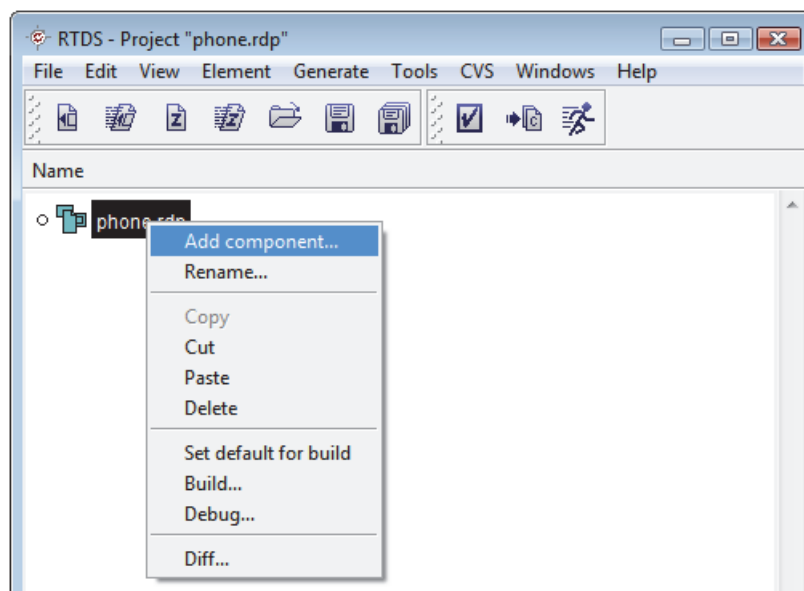 RTDS - Project "phone.rdp"
File Edit View Element Generate Tools CVS Windows Help
Name
phone.rdp
Add component...
Rename...
Copy
Cut
Paste
Delete
Set default for build
Build...
Debug...
Diff...